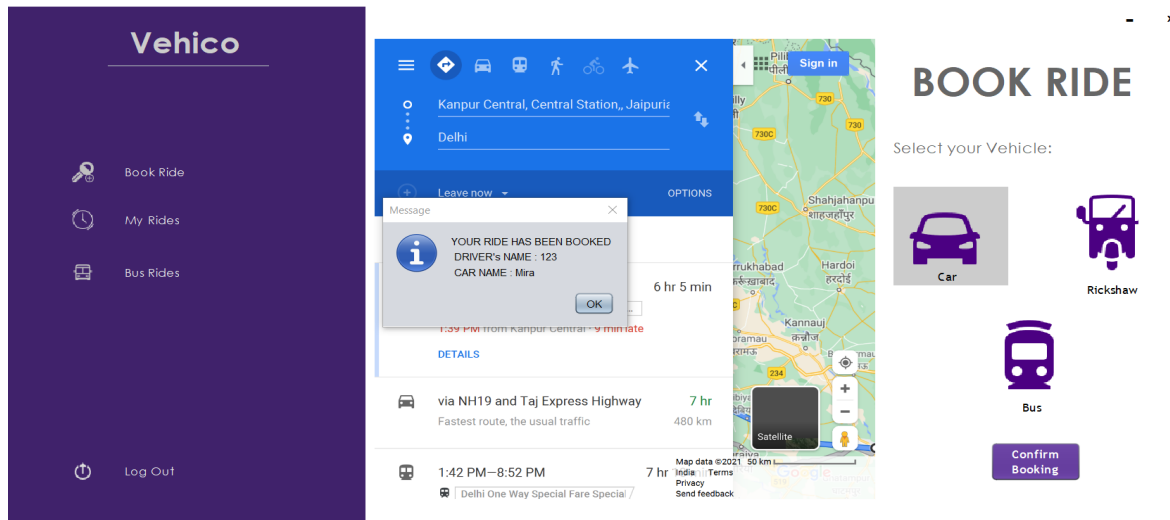 Vehico
Book Ride
My Rides
Bus Rides
Log Out
Kanpur Central, Central Station,, Jaipuria
Delhi
Leave now
OPTIONS
Message
YOUR RIDE HAS BEEN BOOKED
DRIVER's NAME : 123
CAR NAME : Mira
OK
6 hr 5 min
1:39 PM from Kanpur Central - 9 min late
DETAILS
via NH19 and Taj Express Highway
7 hr
Fastest route, the usual traffic
480 km
1:42 PM—8:52 PM
7 hr
Delhi One Way Special Fare Special
Sign in
730
730
730C
730C
Shahjahanpu
शाहजहाँपुर
Hardoi
हरदोई
Kannauj
कन्नौज
234
Satellite
Map data ©2021
50 km
India
Terms
Privacy
Send feedback
BOOK RIDE
Select your Vehicle:
Car
Rickshaw
Bus
Confirm
Booking